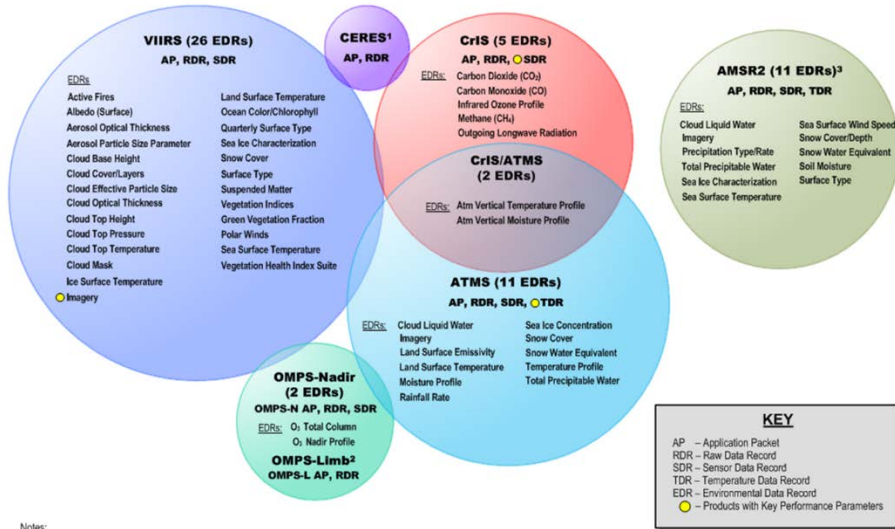 VIIRS (26 EDRs)
AP, RDR, SDR
EDRs
Active Fires
Albedo (Surface)
Aerosol Optical Thickness
Aerosol Particle Size Parameter
Cloud Base Height
Cloud Cover/Layers
Cloud Effective Particle Size
Cloud Optical Thickness
Cloud Top Height
Cloud Top Pressure
Cloud Top Temperature
Cloud Mask
Ice Surface Temperature
Imagery
Land Surface Temperature
Ocean Color/Chlorophyll
Quarterly Surface Type
Sea Ice Characterization
Snow Cover
Surface Type
Suspended Matter
Vegetation Indices
Green Vegetation Fraction
Polar Winds
Sea Surface Temperature
Vegetation Health Index Suite
CERES¹
AP, RDR
CrIS (5 EDRs)
AP, RDR, SDR
EDRs:
Carbon Dioxide (CO₂)
Carbon Monoxide (CO)
Infrared Ozone Profile
Methane (CH₄)
Outgoing Longwave Radiation
CrIS/ATMS
(2 EDRs)
EDRs: Atm Vertical Temperature Profile
Atm Vertical Moisture Profile
ATMS (11 EDRs)
AP, RDR, SDR, TDR
EDRs:
Cloud Liquid Water
Imagery
Land Surface Emissivity
Land Surface Temperature
Moisture Profile
Rainfall Rate
Sea Ice Concentration
Snow Cover
Snow Water Equivalent
Temperature Profile
Total Precipitable Water
AMSR2 (11 EDRs)³
AP, RDR, SDR, TDR
EDRs:
Cloud Liquid Water
Imagery
Precipitation Type/Rate
Total Precipitable Water
Sea Ice Characterization
Sea Surface Temperature
Sea Surface Wind Speed
Snow Cover/Depth
Snow Water Equivalent
Soil Moisture
Surface Type
OMPS-Nadir
(2 EDRs)
OMPS-N AP, RDR, SDR
EDRs: O₃ Total Column
O₃ Nadir Profile
OMPS-Limb²
OMPS-L AP, RDR
KEY
AP – Application Packet
RDR – Raw Data Record
SDR – Sensor Data Record
TDR – Temperature Data Record
EDR – Environmental Data Record
– Products with Key Performance Parameters
Notes: